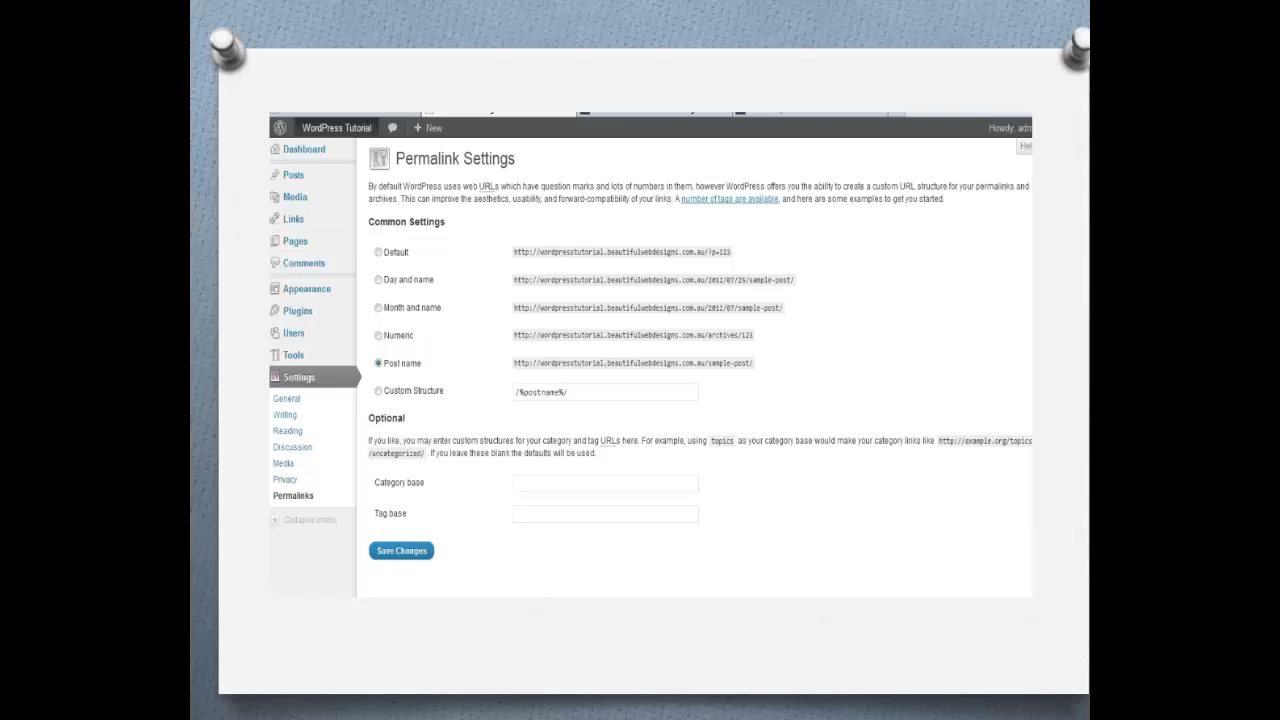 WordPress Tutorial + New Howdy, adm
Dashboard
Posts
Media
Links
Pages
Comments
Appearance
Plugins
Users
Tools
Settings
General
Writing
Reading
Discussion
Media
Privacy
Permalinks
Collapse menu
Hel
Permalink Settings
By default WordPress uses web URLs which have question marks and lots of numbers in them, however WordPress offers you the ability to create a custom URL structure for your permalinks and
archives. This can improve the aesthetics, usability, and forward-compatibility of your links. A number of tags are available, and here are some examples to get you started.
Common Settings
Default http://wordpresstutorial.beautifulwebdesigns.com.au/?p=123
Day and name http://wordpresstutorial.beautifulwebdesigns.com.au/2012/07/25/sample-post/
Month and name http://wordpresstutorial.beautifulwebdesigns.com.au/2012/07/sample-post/
Numeric http://wordpresstutorial.beautifulwebdesigns.com.au/archives/123
Post name http://wordpresstutorial.beautifulwebdesigns.com.au/sample-post/
Custom Structure /%postname%/
Optional
If you like, you may enter custom structures for your category and tag URLs here. For example, using topics as your category base would make your category links like http://example.org/topics
/uncategorized/ . If you leave these blank the defaults will be used.
Category base
Tag base
Save Changes